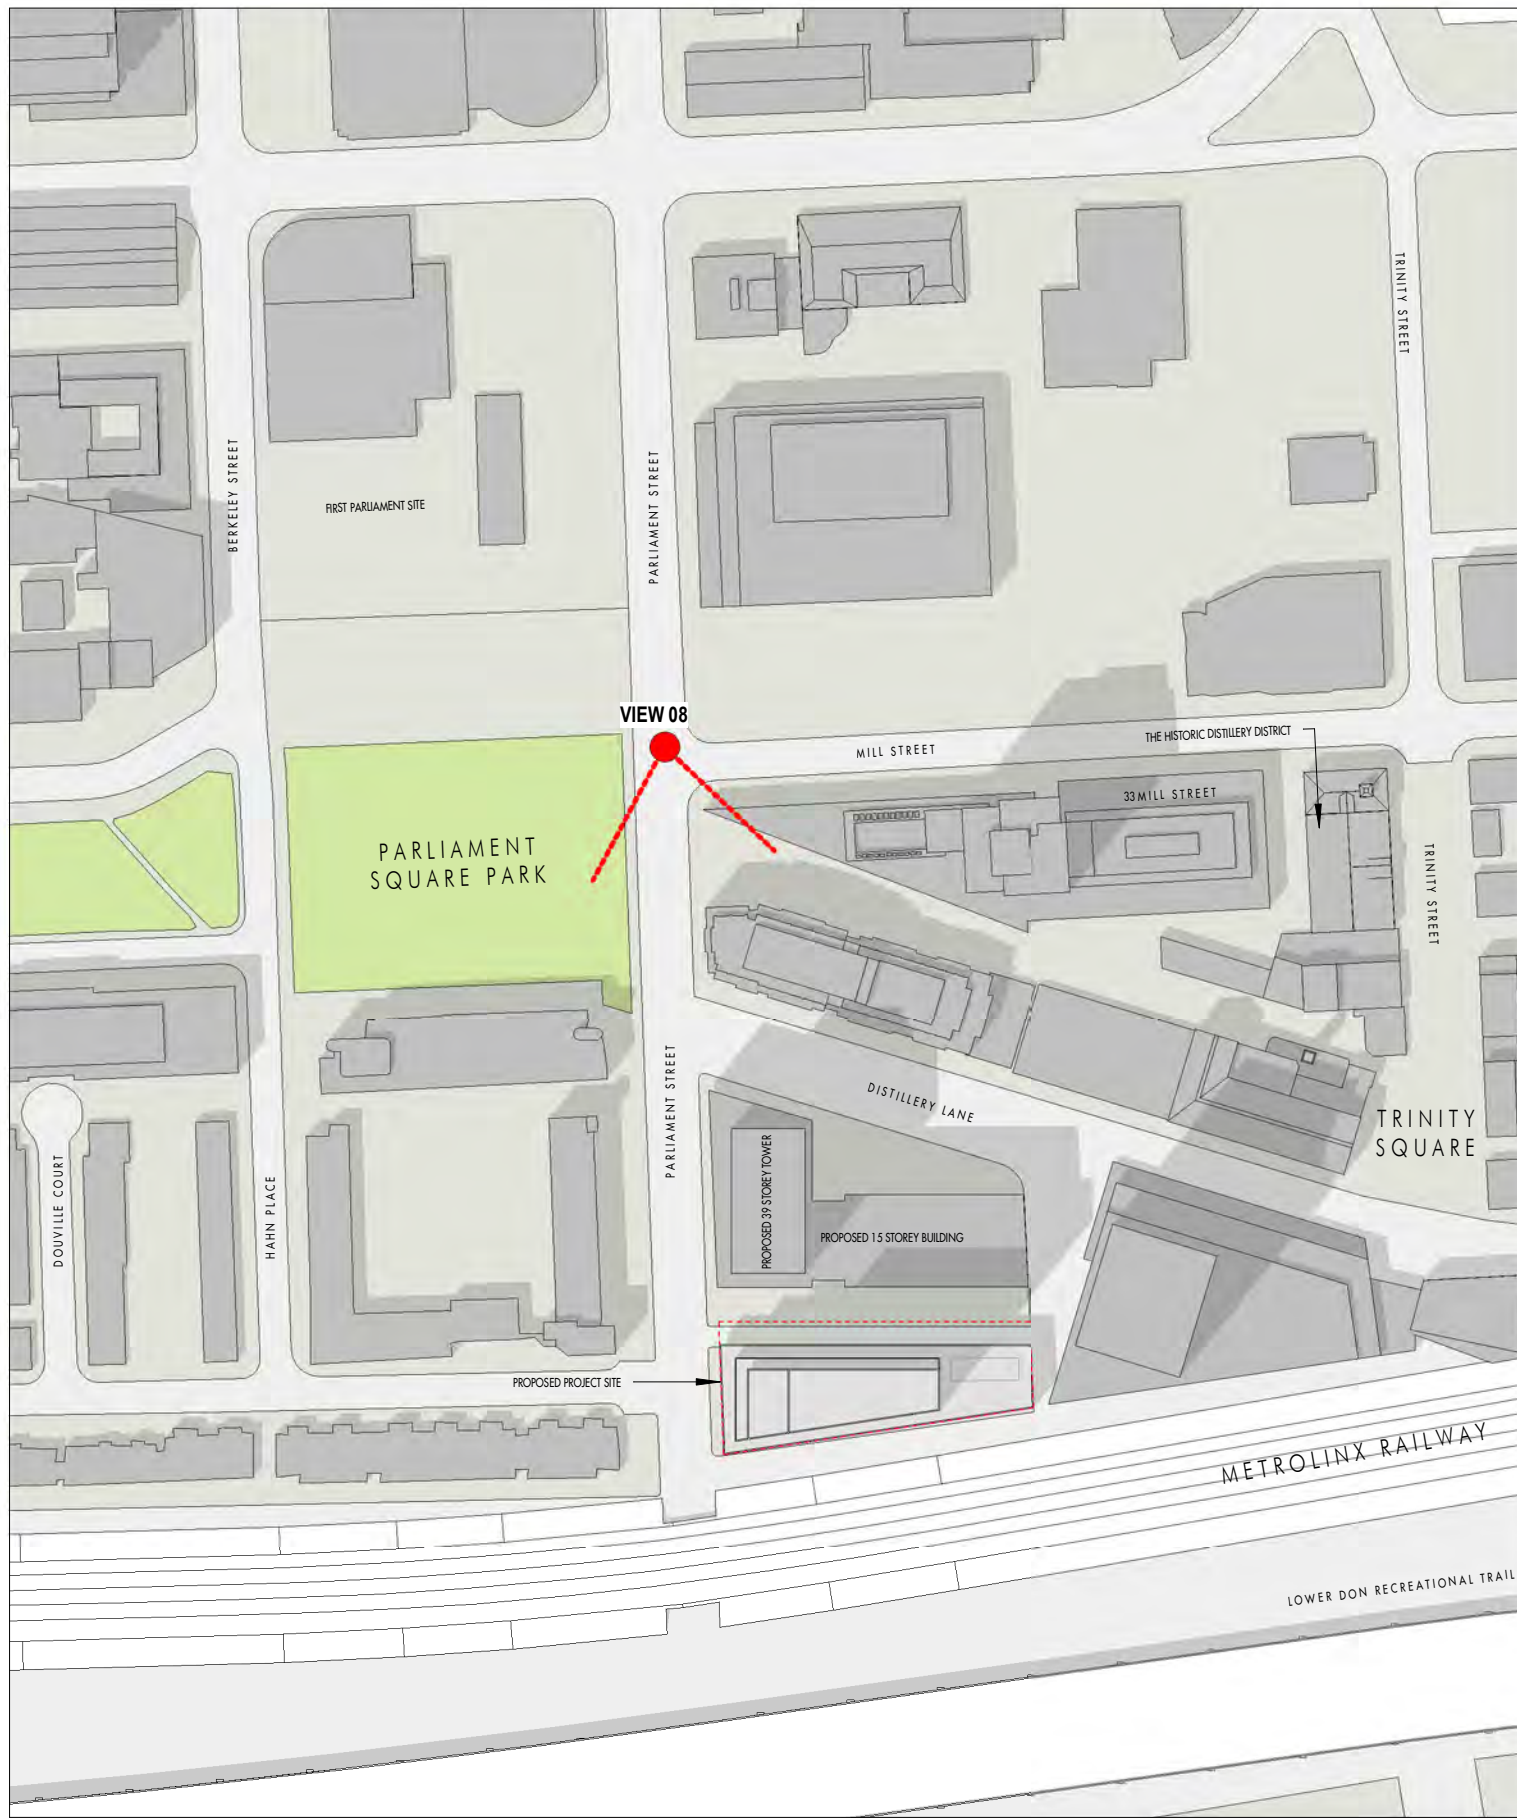 TRINITY STREET
BERKELEY STREET
PARLIAMENT STREET
FIRST PARLIAMENT SITE
VIEW 08
MILL STREET
THE HISTORIC DISTILLERY DISTRICT
33 MILL STREET
PARLIAMENT
SQUARE PARK
TRINITY STREET
PARLIAMENT STREET
DISTILLERY LANE
TRINITY
SQUARE
DOUVILLE COURT
HAHN PLACE
PROPOSED 39 STOREY TOWER
PROPOSED 15 STOREY BUILDING
PROPOSED PROJECT SITE
METROLINX RAILWAY
LOWER DON RECREATIONAL TRAIL